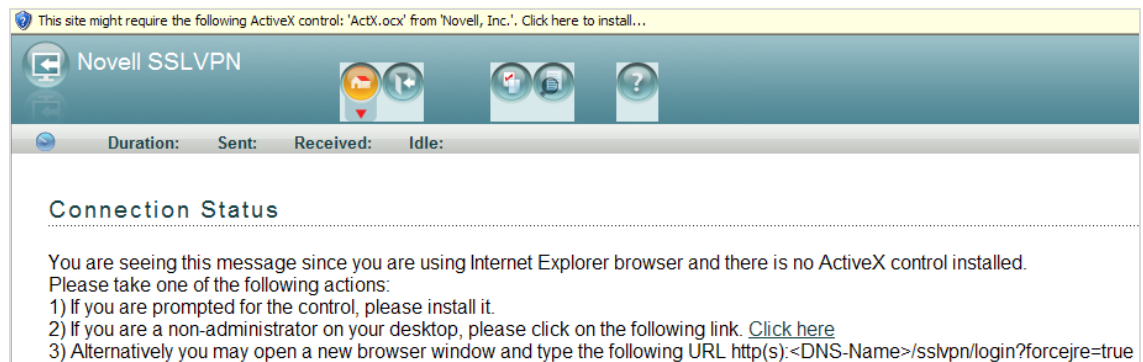 This site might require the following ActiveX control: 'ActX.ocx' from 'Novell, Inc.'. Click here to install...
Novell SSLVPN
?
Duration: Sent: Received: Idle:
Connection Status
You are seeing this message since you are using Internet Explorer browser and there is no ActiveX control installed.
Please take one of the following actions:
1) If you are prompted for the control, please install it.
2) If you are a non-administrator on your desktop, please click on the following link. Click here
3) Alternatively you may open a new browser window and type the following URL http(s):<DNS-Name>/sslvpn/login?forcejre=true